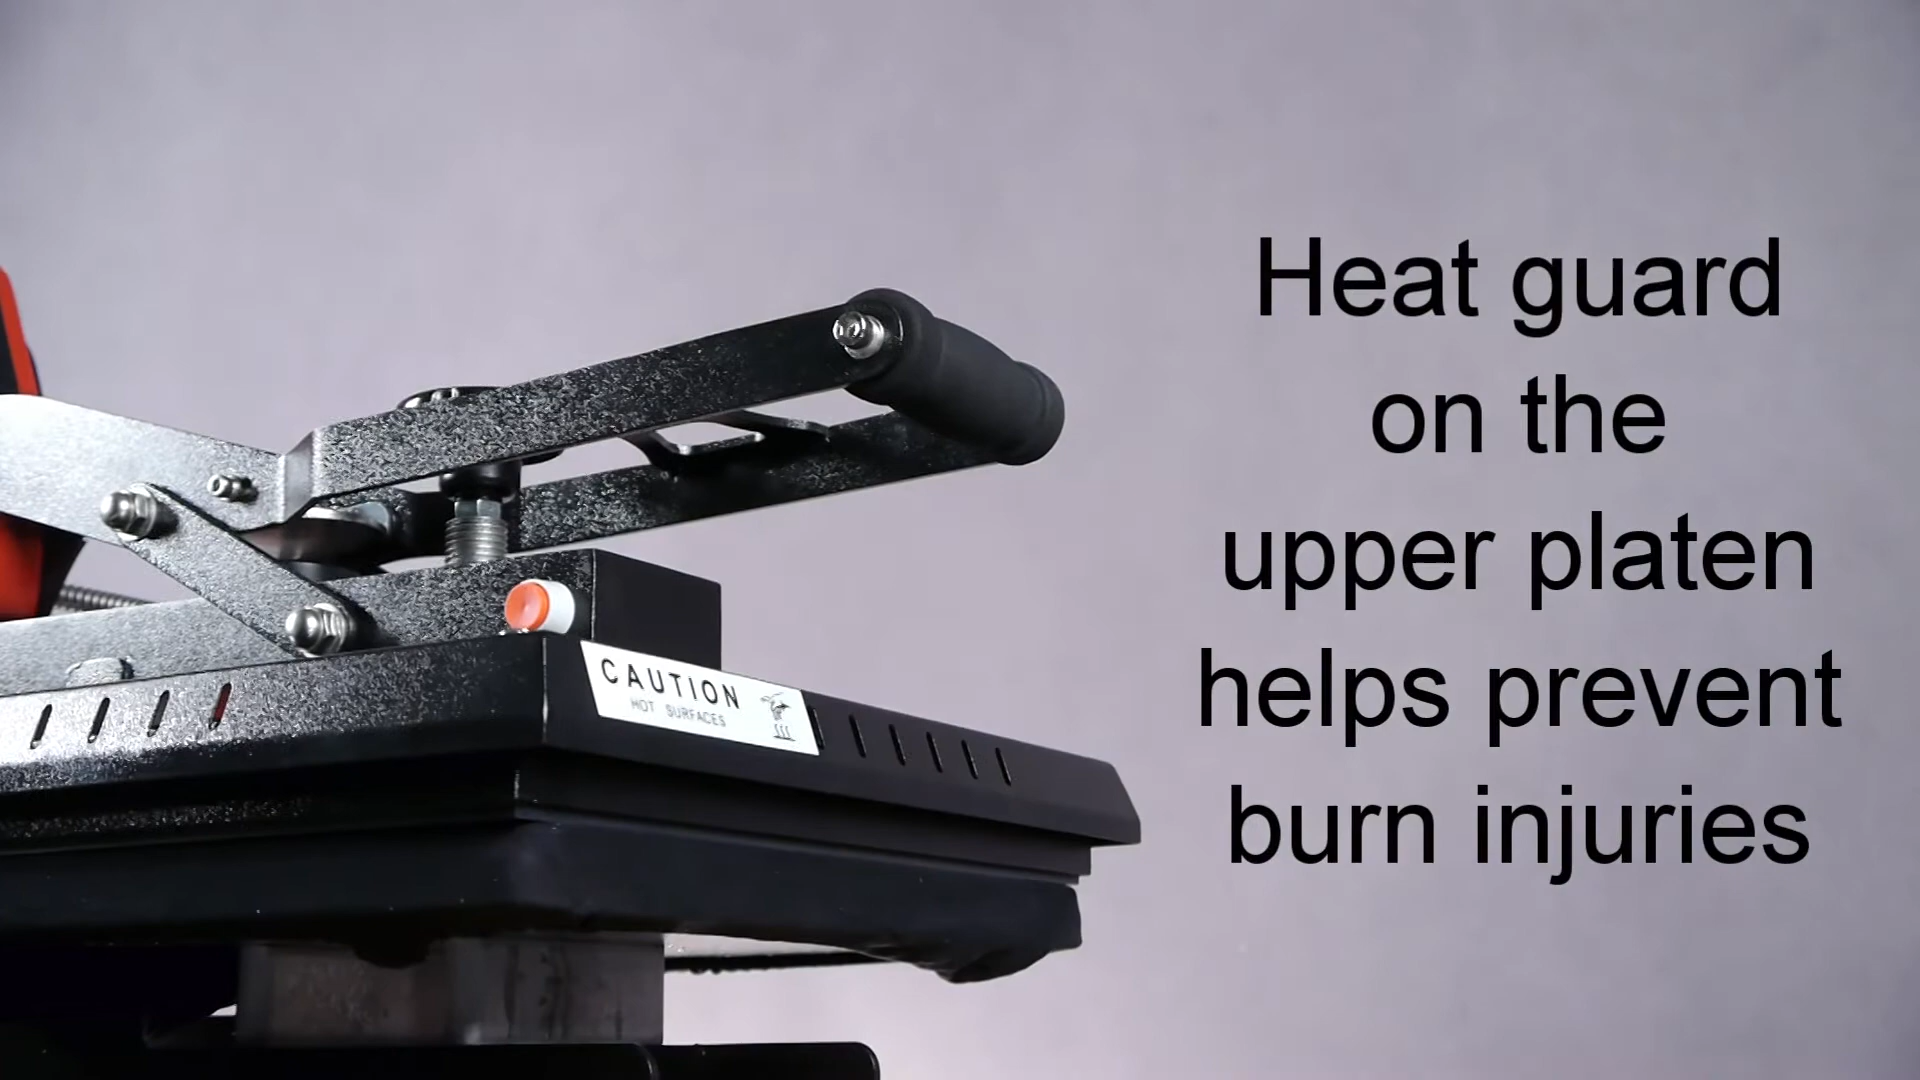 Heat guard
on the
upper platen
helps prevent
burn injuries
CAUTION
HOT SURFACES